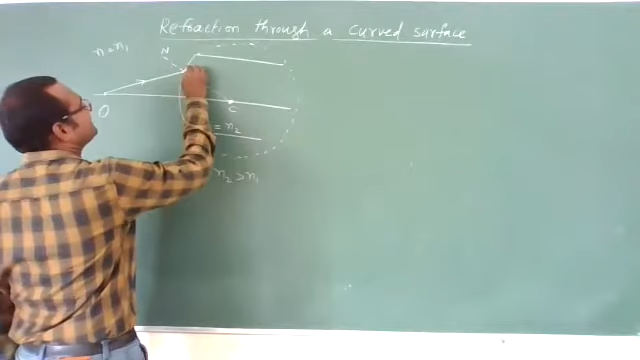 Refraction through a curved surface
n = n₁
N
O
C
= n₂
n₂ > n₁